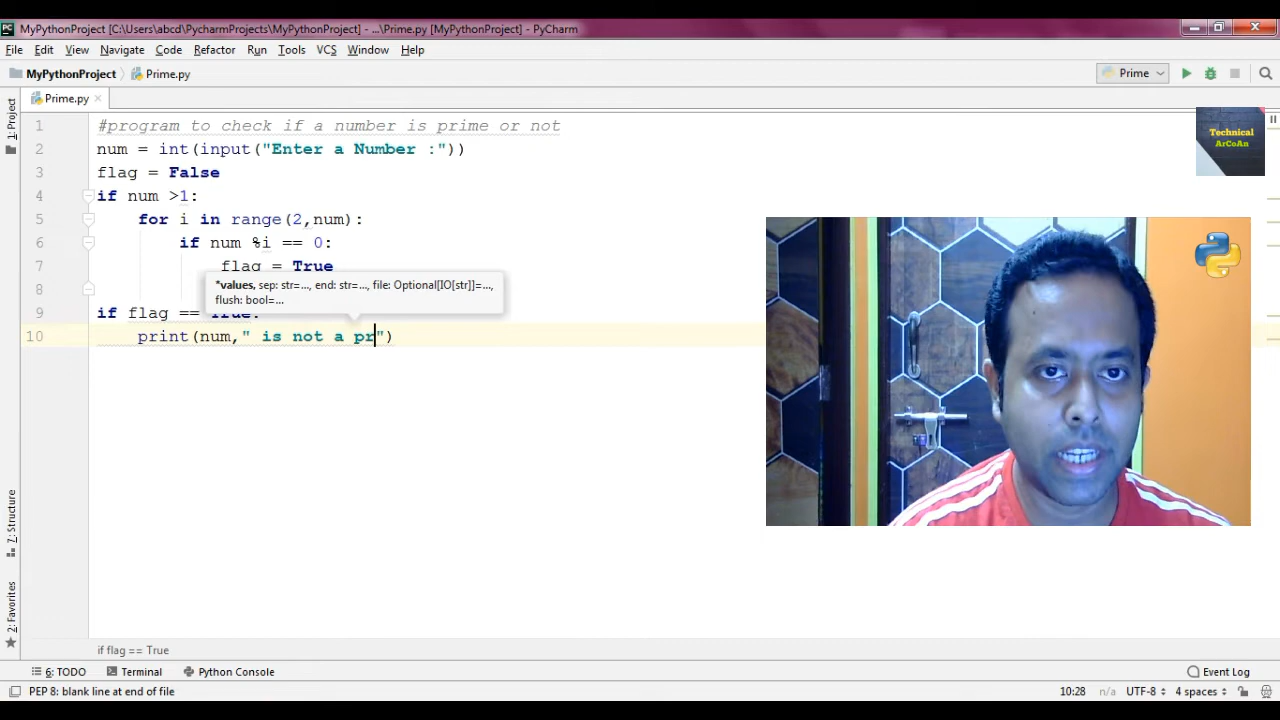 MyPythonProject [C:\Users\abcd\PycharmProjects\MyPythonProject] - ...\Prime.py [MyPythonProject] - PyCharm
File Edit View Navigate Code Refactor Run Tools VCS Window Help
MyPythonProject Prime.py Prime
Prime.py
1: Project
1 #program to check if a number is prime or not
2 num = int(input("Enter a Number :"))
3 flag = False
4 if num >1:
5 for i in range(2,num):
6 if num %i == 0:
7 flag = True
8
*values, sep: str=..., end: str=..., file: Optional[IO[str]]=...,
flush: bool=...
9 if flag == True:
10 print(num," is not a pr")
Technical
ArCoAn
7: Structure
2: Favorites
if flag == True
6: TODO Terminal Python Console Event Log
PEP 8: blank line at end of file 10:28 n/a UTF-8 4 spaces